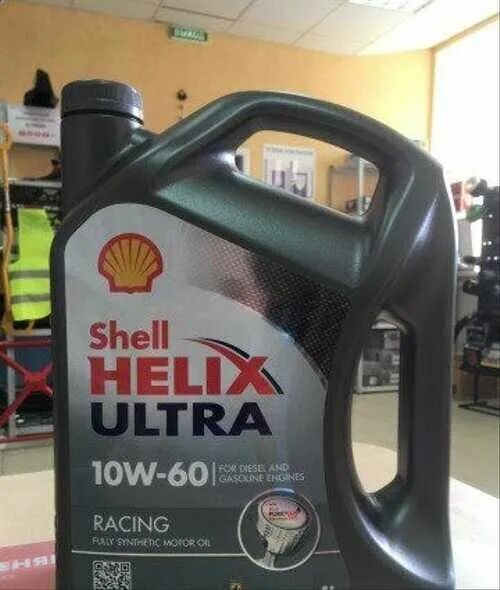 Shell
HELIX
ULTRA
10W-60
FOR DIESEL AND
GASOLINE ENGINES
RACING
FULLY SYNTHETIC MOTOR OIL